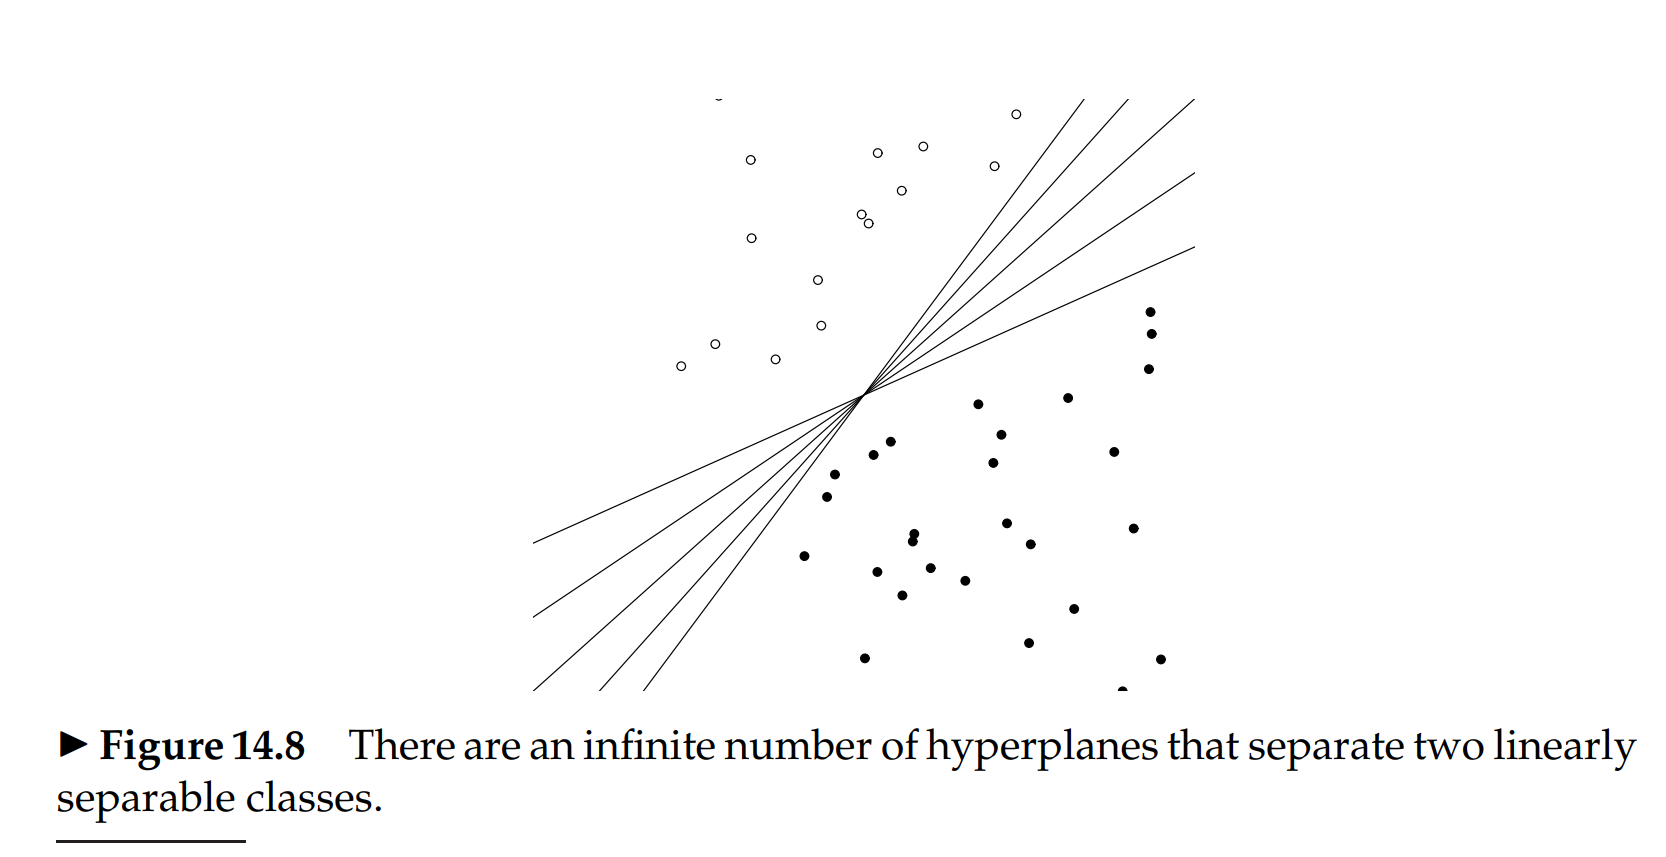 ► Figure 14.8 There are an infinite number of hyperplanes that separate two linearly
separable classes.